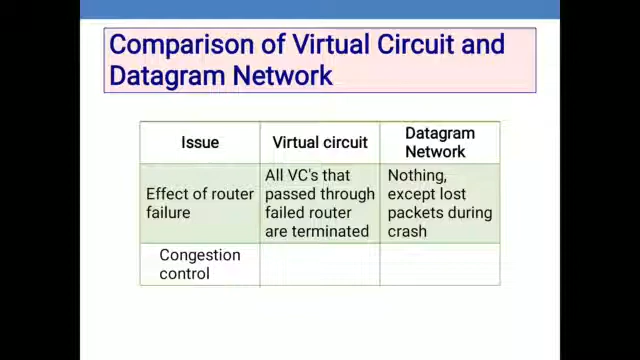 Comparison of Virtual Circuit and
Datagram Network
Issue
Virtual circuit
Datagram
Network
Effect of router
failure
All VC's that
passed through
failed router
are terminated
Nothing,
except lost
packets during
crash
Congestion
control